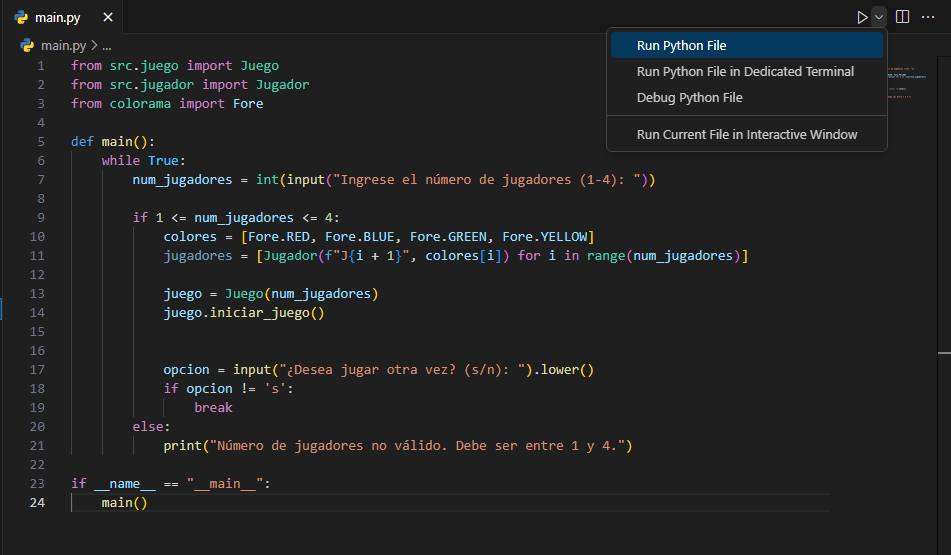 main.py
main.py > ...
Run Python File
Run Python File in Dedicated Terminal
Debug Python File
Run Current File in Interactive Window
1 from src.juego import Juego
2 from src.jugador import Jugador
3 from colorama import Fore
4
5 def main():
6     while True:
7         num_jugadores = int(input("Ingrese el número de jugadores (1-4): "))
8
9         if 1 <= num_jugadores <= 4:
10             colores = [Fore.RED, Fore.BLUE, Fore.GREEN, Fore.YELLOW]
11             jugadores = [Jugador(f"J{i + 1}", colores[i]) for i in range(num_jugadores)]
12
13             juego = Juego(num_jugadores)
14             juego.iniciar_juego()
15
16
17             opcion = input("¿Desea jugar otra vez? (s/n): ").lower()
18             if opcion != 's':
19                 break
20         else:
21             print("Número de jugadores no válido. Debe ser entre 1 y 4.")
22
23 if __name__ == "__main__":
24     main()